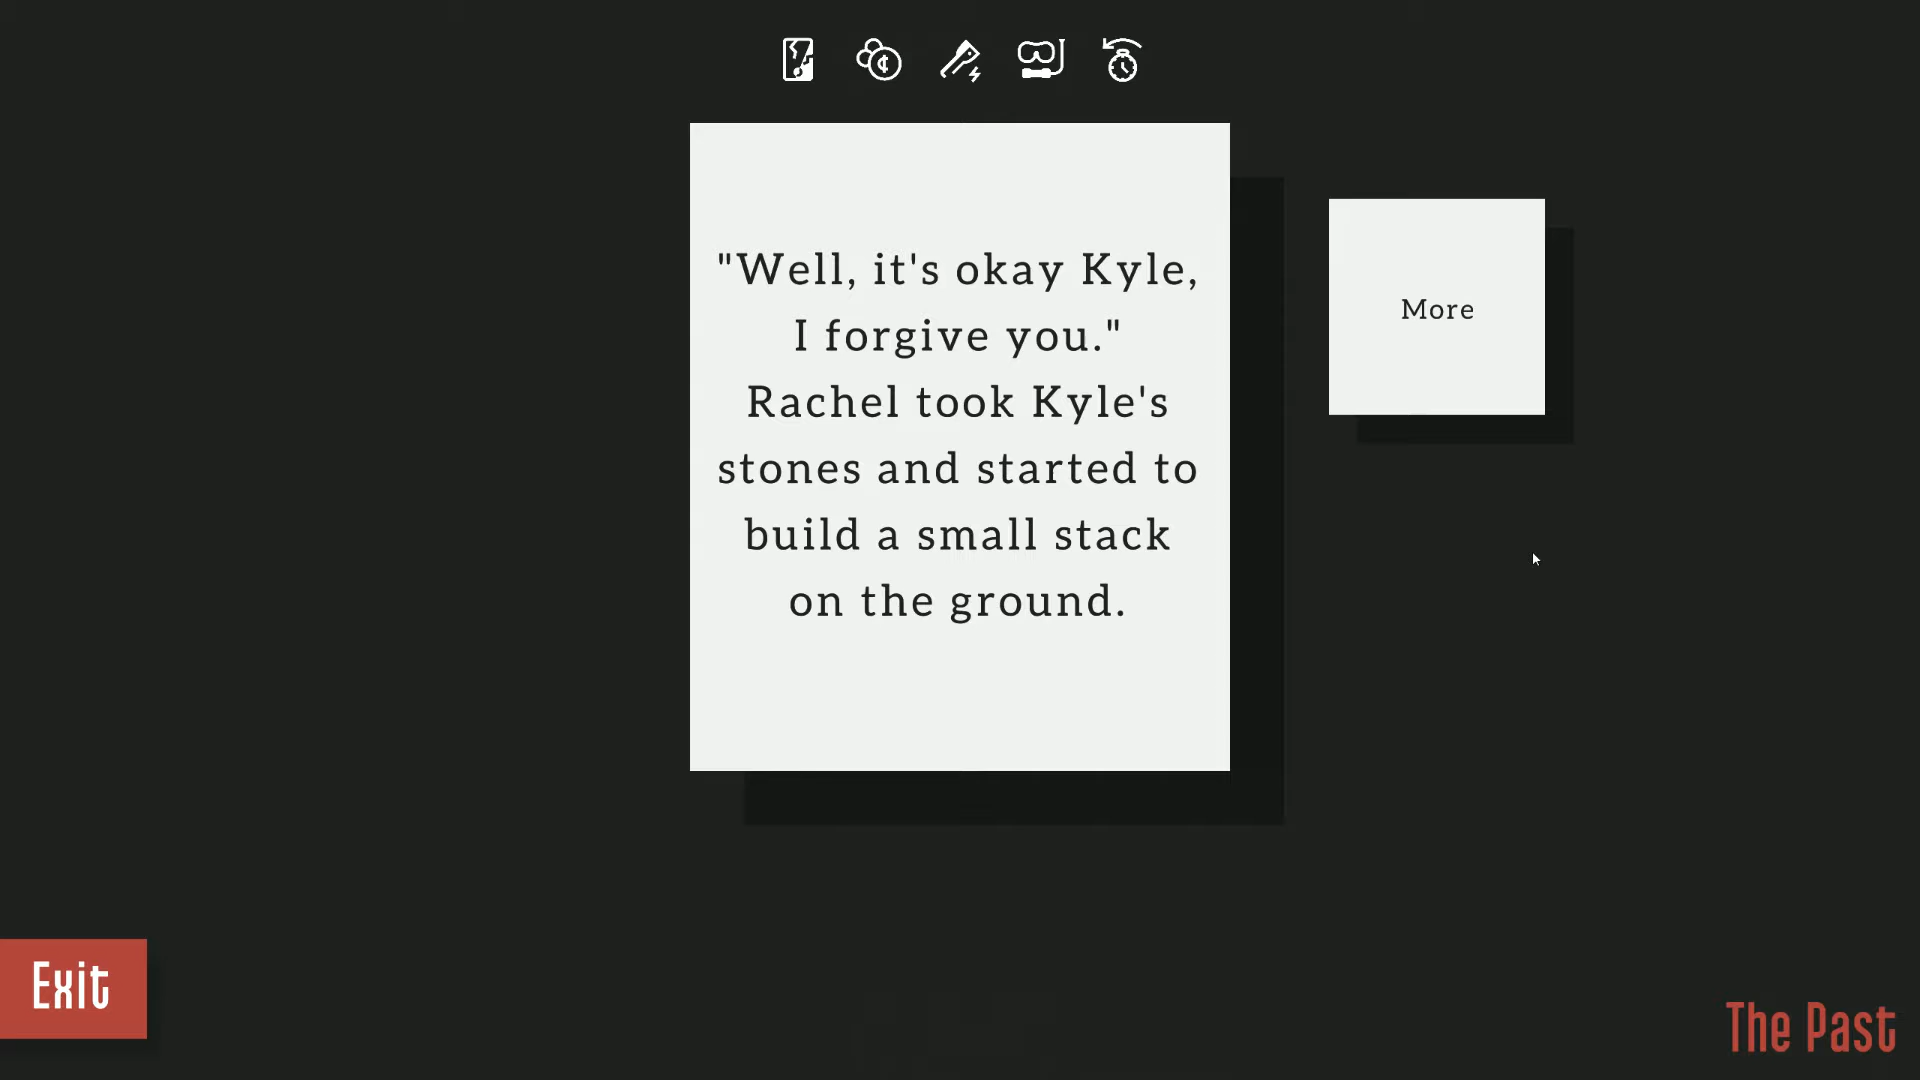 "Well, it's okay Kyle,
I forgive you."
Rachel took Kyle's
stones and started to
build a small stack
on the ground.
More
Exit
The Past